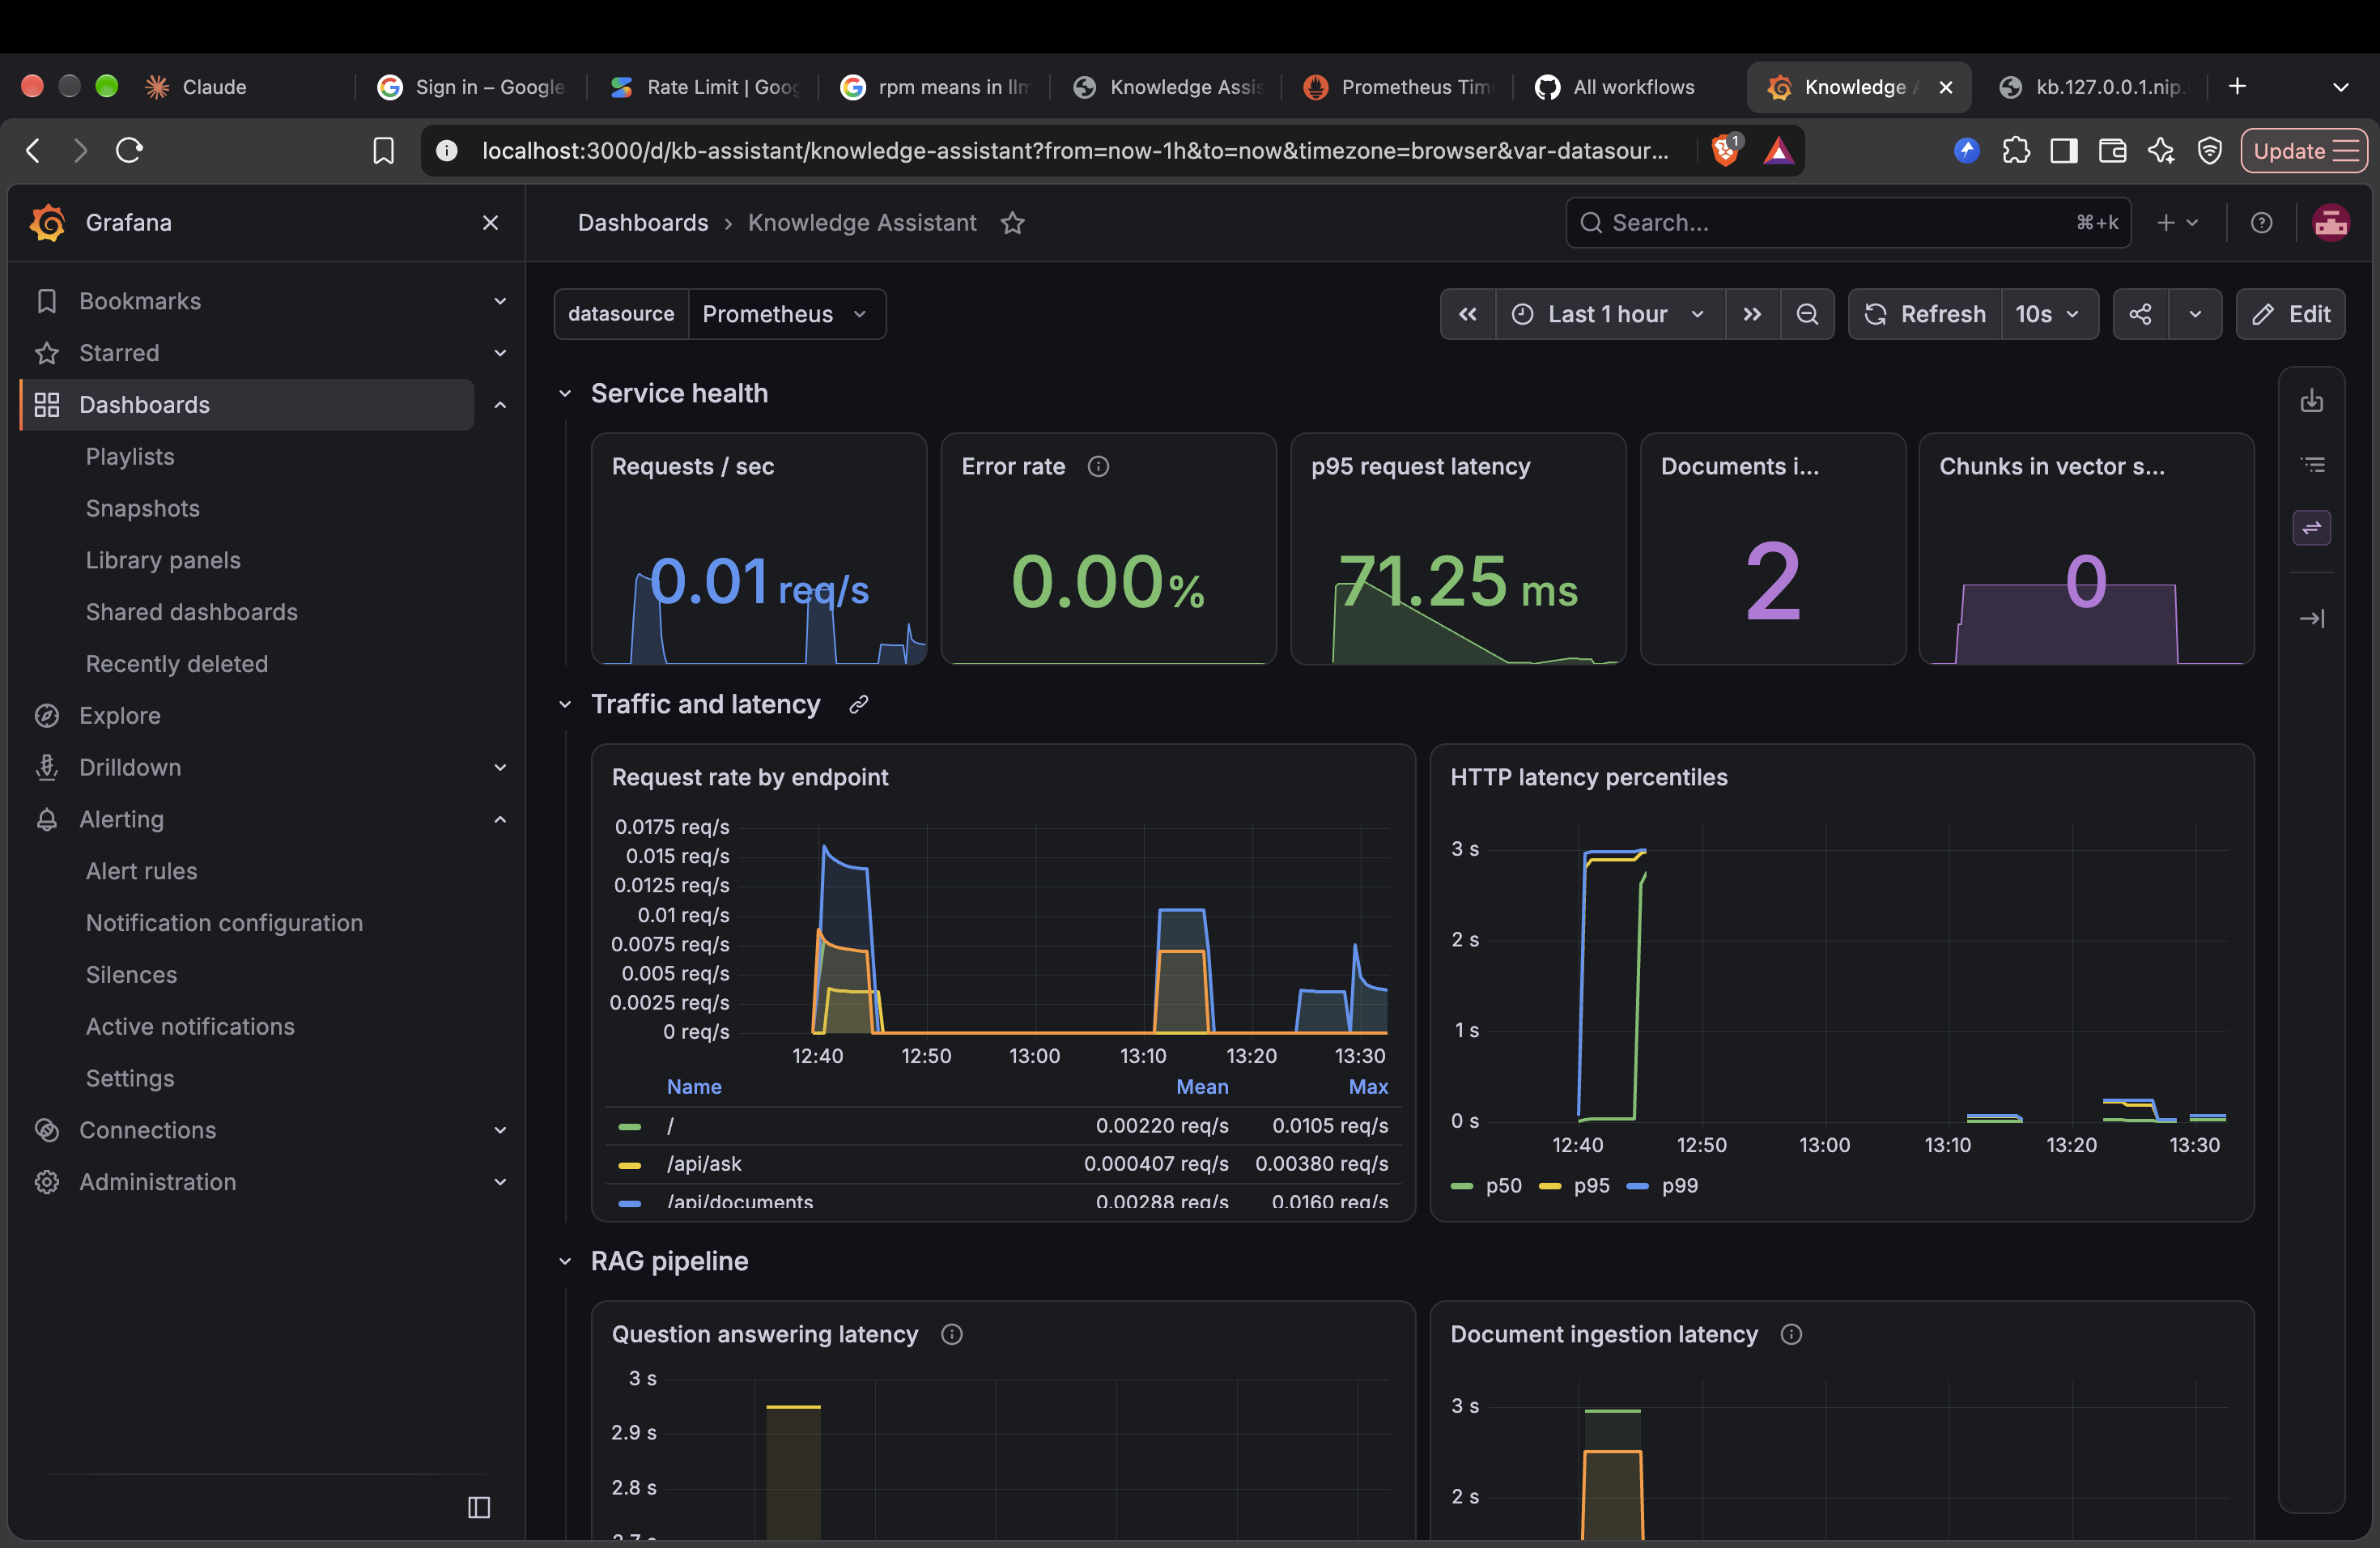 Claude
Sign in – Google
Rate Limit | Goog
rpm means in llm
Knowledge Assis
Prometheus Time
All workflows
Knowledge A
kb.127.0.0.1.nip.
localhost:3000/d/kb-assistant/knowledge-assistant?from=now-1h&to=now&timezone=browser&var-datasour...
1
Update
Grafana
Dashboards › Knowledge Assistant
Search...
⌘+k
Bookmarks
Starred
Dashboards
Playlists
Snapshots
Library panels
Shared dashboards
Recently deleted
Explore
Drilldown
Alerting
Alert rules
Notification configuration
Silences
Active notifications
Settings
Connections
Administration
datasource Prometheus
Last 1 hour
Refresh 10s
Edit
Service health
Requests / sec
0.01 req/s
Error rate
0.00%
p95 request latency
71.25 ms
Documents i...
2
Chunks in vector s...
0
Traffic and latency
Request rate by endpoint
0.0175 req/s
0.015 req/s
0.0125 req/s
0.01 req/s
0.0075 req/s
0.005 req/s
0.0025 req/s
0 req/s
12:40 12:50 13:00 13:10 13:20 13:30
Name Mean Max
/ 0.00220 req/s 0.0105 req/s
/api/ask 0.000407 req/s 0.00380 req/s
/api/documents 0.00288 req/s 0.0160 req/s
HTTP latency percentiles
3 s
2 s
1 s
0 s
12:40 12:50 13:00 13:10 13:20 13:30
p50 p95 p99
RAG pipeline
Question answering latency
3 s
2.9 s
2.8 s
Document ingestion latency
3 s
2 s